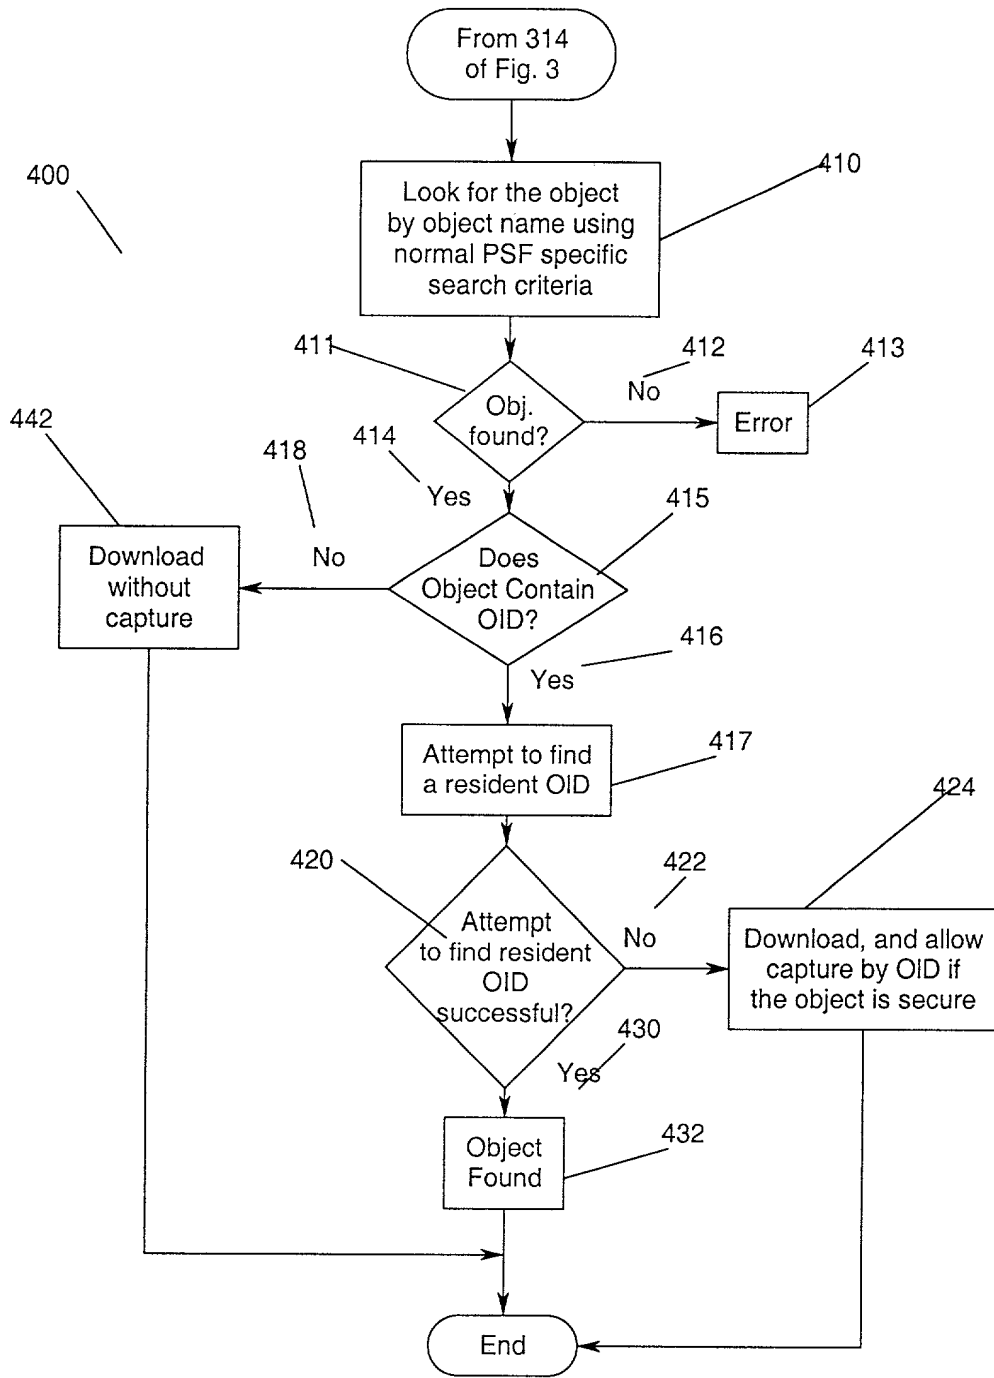 From 314
of Fig. 3
400
410
Look for the object
by object name using
normal PSF specific
search criteria
411
412
413
No
Obj.
found?
Error
442
414
418
Yes
415
Download
without
capture
No
Does
Object Contain
OID?
416
Yes
417
Attempt to find
a resident OID
424
420
422
Attempt
to find resident
OID
successful?
No
Download, and allow
capture by OID if
the object is secure
430
Yes
432
Object
Found
End